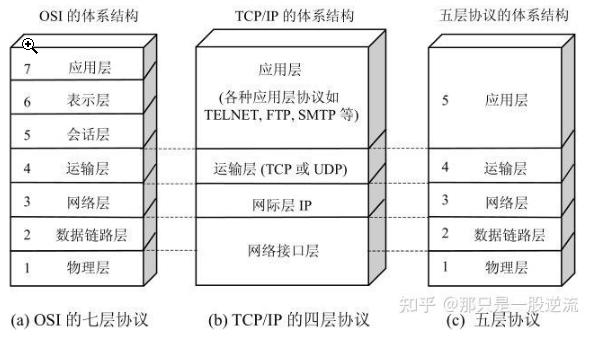 OSI 的体系结构
TCP/IP 的体系结构
五层协议的体系结构
7 应用层
6 表示层
5 会话层
4 运输层
3 网络层
2 数据链路层
1 物理层
应用层
(各种应用层协议如
TELNET, FTP, SMTP 等)
运输层 (TCP 或 UDP)
网际层 IP
网络接口层
5 应用层
4 运输层
3 网络层
2 数据链路层
1 物理层
知乎 @那只是一股逆流
(a) OSI 的七层协议
(b) TCP/IP 的四层协议
(c) 五层协议